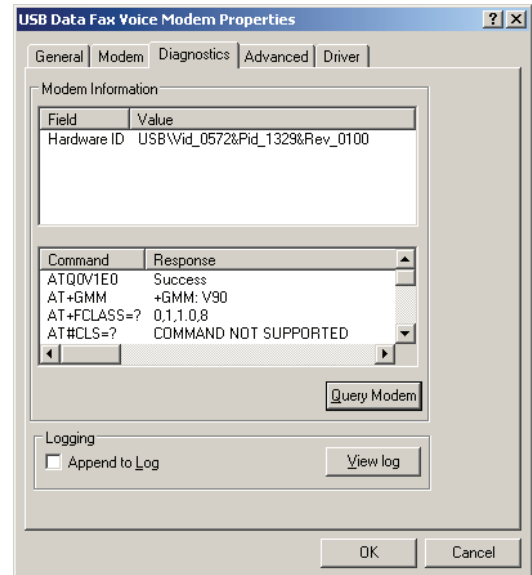 USB Data Fax Voice Modem Properties
General Modem Diagnostics Advanced Driver
Modem Information
Field Value
Hardware ID USB\Vid_0572&Pid_1329&Rev_0100
Command Response
ATQ0V1E0 Success
AT+GMM +GMM: V90
AT+FCLASS=? 0,1,1.0,8
AT#CLS=? COMMAND NOT SUPPORTED
Query Modem
Logging
Append to Log
View log
OK Cancel